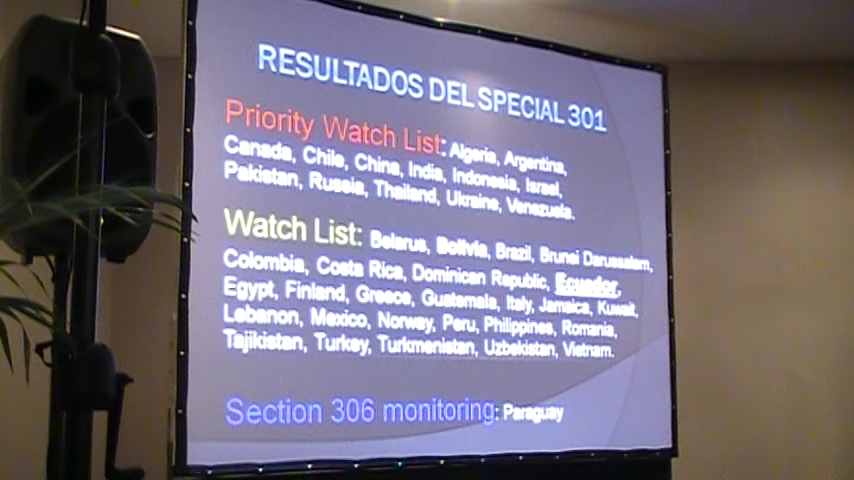 RESULTADOS DEL SPECIAL 301
Priority Watch List: Algeria, Argentina,
Canada, Chile, China, India, Indonesia, Israel,
Pakistan, Russia, Thailand, Ukraine, Venezuela.
Watch List: Belarus, Bolivia, Brazil, Brunei Darussalam,
Colombia, Costa Rica, Dominican Republic, Ecuador,
Egypt, Finland, Greece, Guatemala, Italy, Jamaica, Kuwait,
Lebanon, Mexico, Norway, Peru, Philippines, Romania,
Tajikistan, Turkey, Turkmenistan, Uzbekistan, Vietnam.
Section 306 monitoring: Paraguay